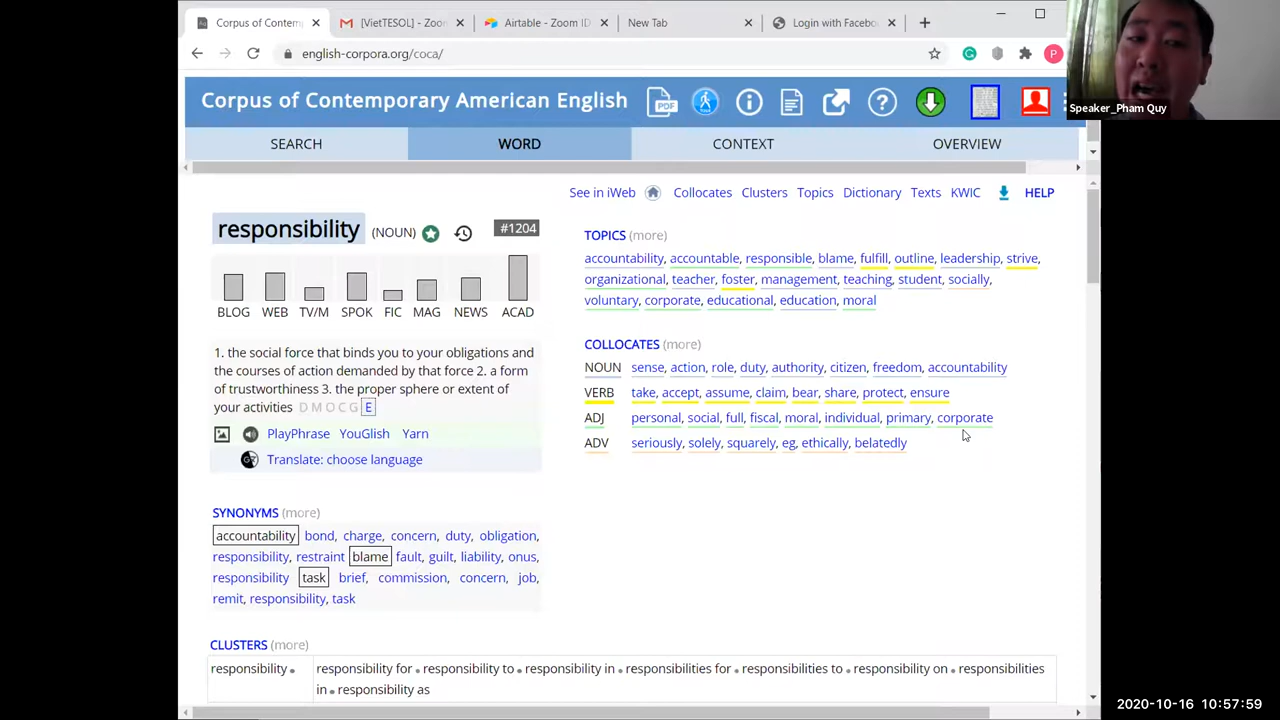 Corpus of Contem
[VietTESOL] - Zoo
Airtable - Zoom ID
New Tab
Login with Facebo
english-corpora.org/coca/
P
Speaker_Pham Quy
Corpus of Contemporary American English
PDF
SEARCH WORD CONTEXT OVERVIEW
See in iWeb Collocates Clusters Topics Dictionary Texts KWIC HELP
responsibility (NOUN) #1204
BLOG WEB TV/M SPOK FIC MAG NEWS ACAD
1. the social force that binds you to your obligations and
the courses of action demanded by that force 2. a form
of trustworthiness 3. the proper sphere or extent of
your activities D M O C G E
PlayPhrase YouGlish Yarn
Translate: choose language
SYNONYMS (more)
accountability bond, charge, concern, duty, obligation,
responsibility, restraint blame fault, guilt, liability, onus,
responsibility task brief, commission, concern, job,
remit, responsibility, task
TOPICS (more)
accountability, accountable, responsible, blame, fulfill, outline, leadership, strive,
organizational, teacher, foster, management, teaching, student, socially,
voluntary, corporate, educational, education, moral
COLLOCATES (more)
NOUN sense, action, role, duty, authority, citizen, freedom, accountability
VERB take, accept, assume, claim, bear, share, protect, ensure
ADJ personal, social, full, fiscal, moral, individual, primary, corporate
ADV seriously, solely, squarely, eg, ethically, belatedly
CLUSTERS (more)
responsibility • responsibility for • responsibility to • responsibility in • responsibilities for • responsibilities to • responsibility on • responsibilities
in • responsibility as
2020-10-16 10:57:59